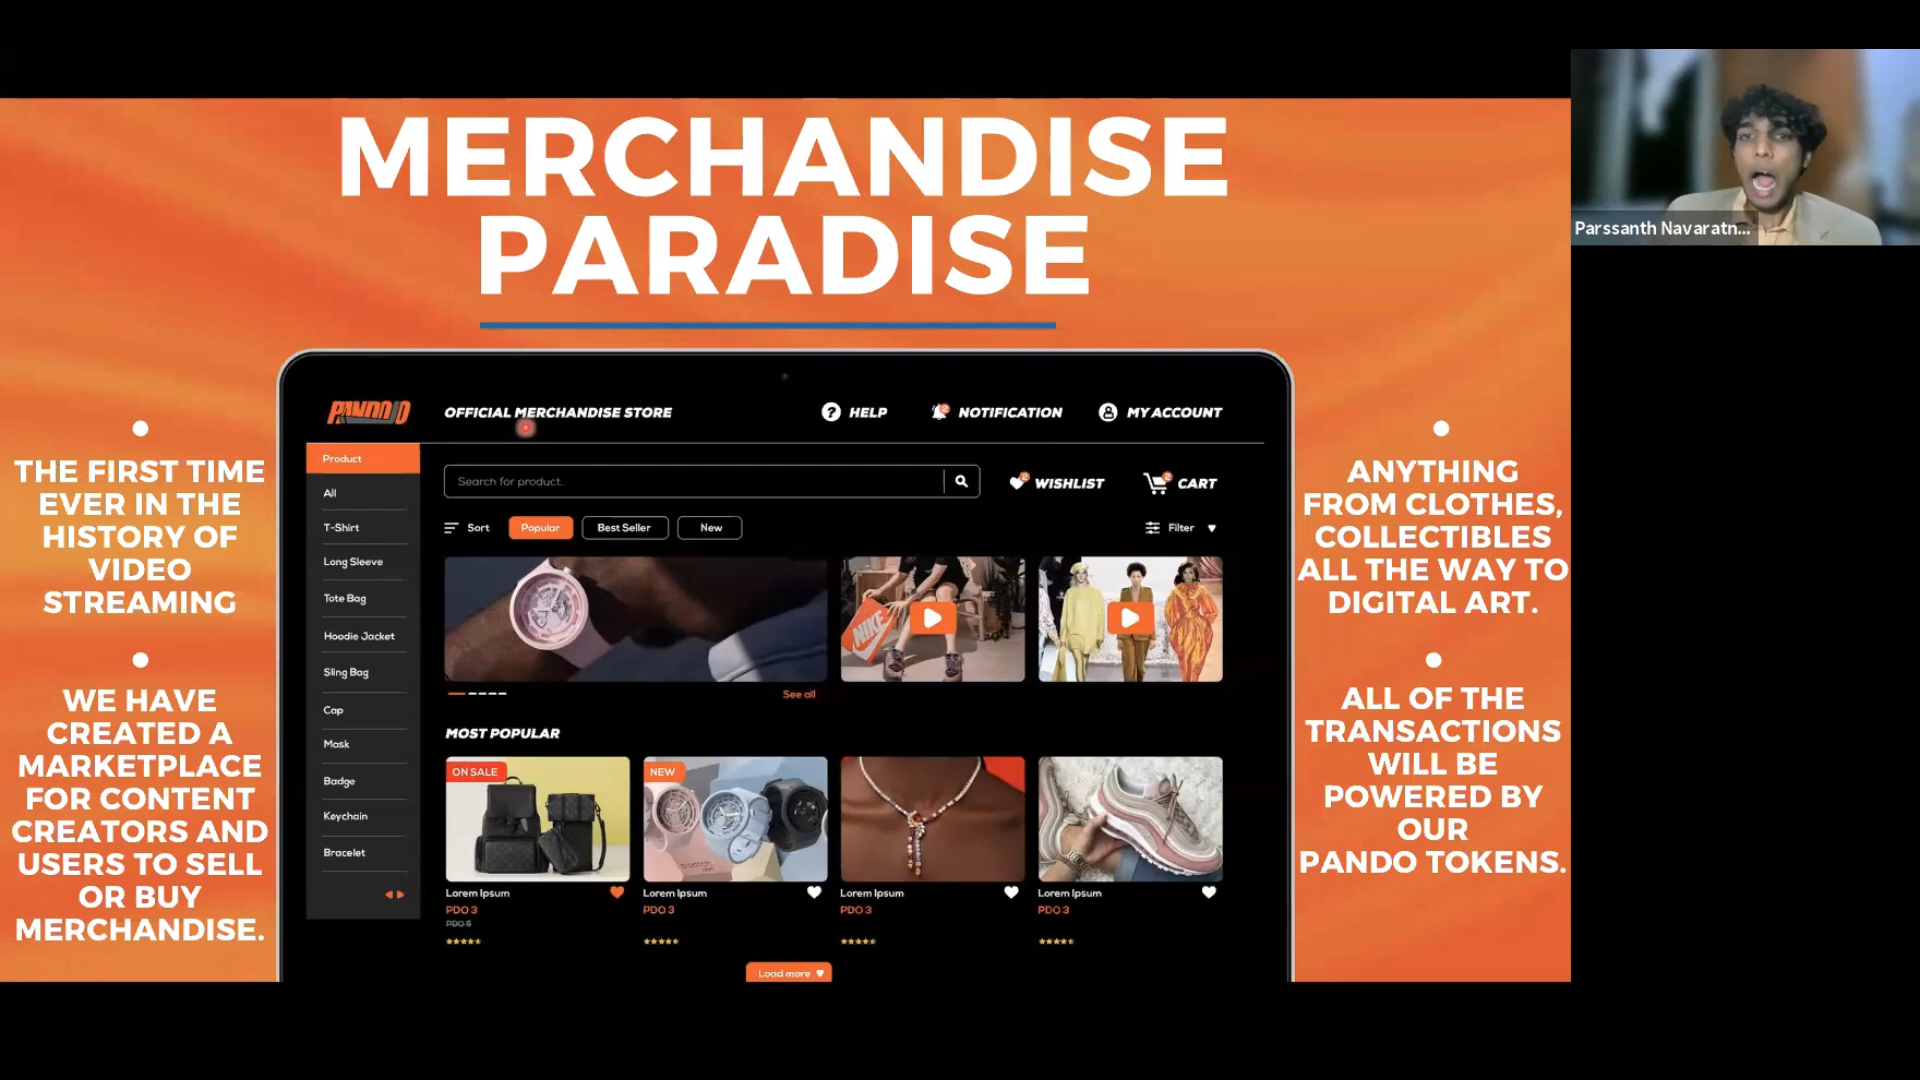 MERCHANDISE
PARADISE
THE FIRST TIME
EVER IN THE
HISTORY OF
VIDEO
STREAMING
WE HAVE
CREATED A
MARKETPLACE
FOR CONTENT
CREATORS AND
USERS TO SELL
OR BUY
MERCHANDISE.
PANDO
OFFICIAL MERCHANDISE STORE
HELP
NOTIFICATION
MY ACCOUNT
Product
All
T-Shirt
Long Sleeve
Tote Bag
Hoodie Jacket
Sling Bag
Cap
Mask
Badge
Keychain
Bracelet
Search for product..
WISHLIST
CART
Sort
Popular
Best Seller
New
Filter
NIKE
See all
MOST POPULAR
ON SALE
NEW
Lorem Ipsum
PDO 3
PDO 5
Lorem Ipsum
PDO 3
Lorem Ipsum
PDO 3
Lorem Ipsum
PDO 3
Load more
ANYTHING
FROM CLOTHES,
COLLECTIBLES
ALL THE WAY TO
DIGITAL ART.
ALL OF THE
TRANSACTIONS
WILL BE
POWERED BY
OUR
PANDO TOKENS.
Parssanth Navaratn...